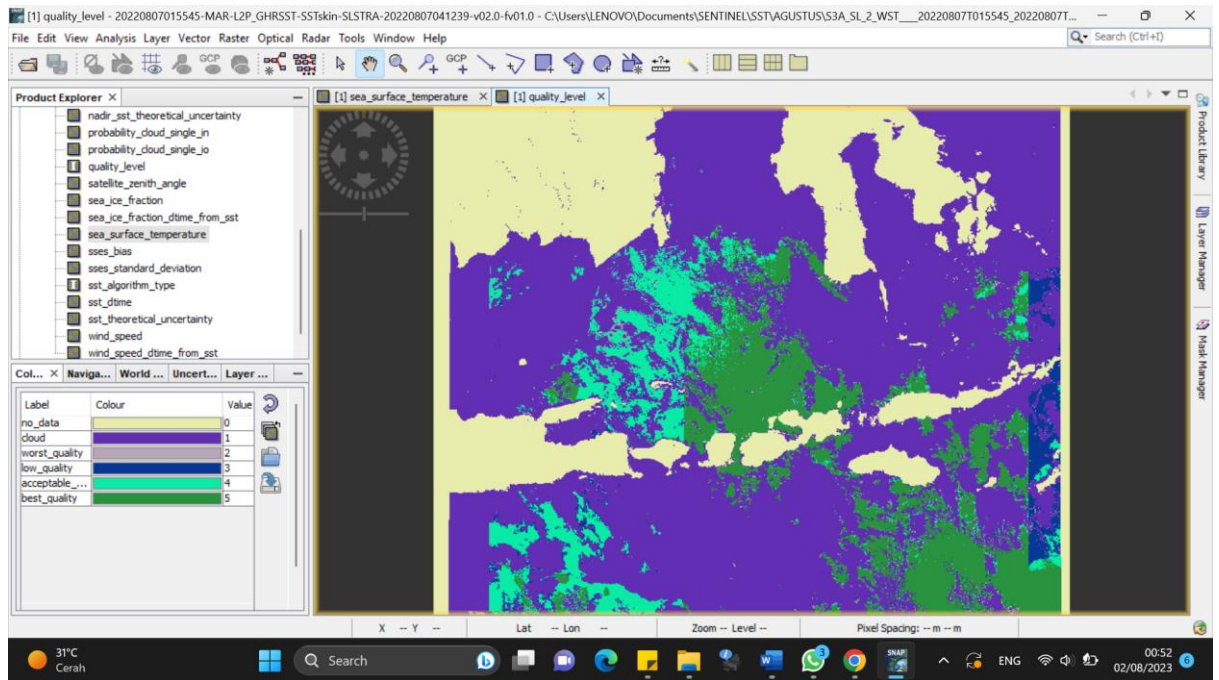 [1] quality_level - 20220807015545-MAR-L2P_GHRSST-SSTskin-SLSTRA-20220807041239-v02.0-fv01.0 - C:\Users\LENOVO\Documents\SENTINEL\SST\AGUSTUS\S3A_SL_2_WST____20220807T015545_20220807T...
File Edit View Analysis Layer Vector Raster Optical Radar Tools Window Help
Search (Ctrl+I)
GCP
GCP
Product Explorer
[1] sea_surface_temperature
[1] quality_level
nadir_sst_theoretical_uncertainty
probability_cloud_single_in
probability_cloud_single_io
quality_level
satellite_zenith_angle
sea_ice_fraction
sea_ice_fraction_dtime_from_sst
sea_surface_temperature
sses_bias
sses_standard_deviation
sst_algorithm_type
sst_dtime
sst_theoretical_uncertainty
wind_speed
wind_speed_dtime_from_sst
Product Library
Layer Manager
Mask Manager
Col... Naviga... World ... Uncert... Layer ...
Label Colour Value
no_data 0
cloud 1
worst_quality 2
low_quality 3
acceptable_... 4
best_quality 5
X -- Y -- Lat -- Lon -- Zoom -- Level -- Pixel Spacing: -- m -- m
31°C
Cerah
Search
3
SNAP
ENG
00:52
02/08/2023
6